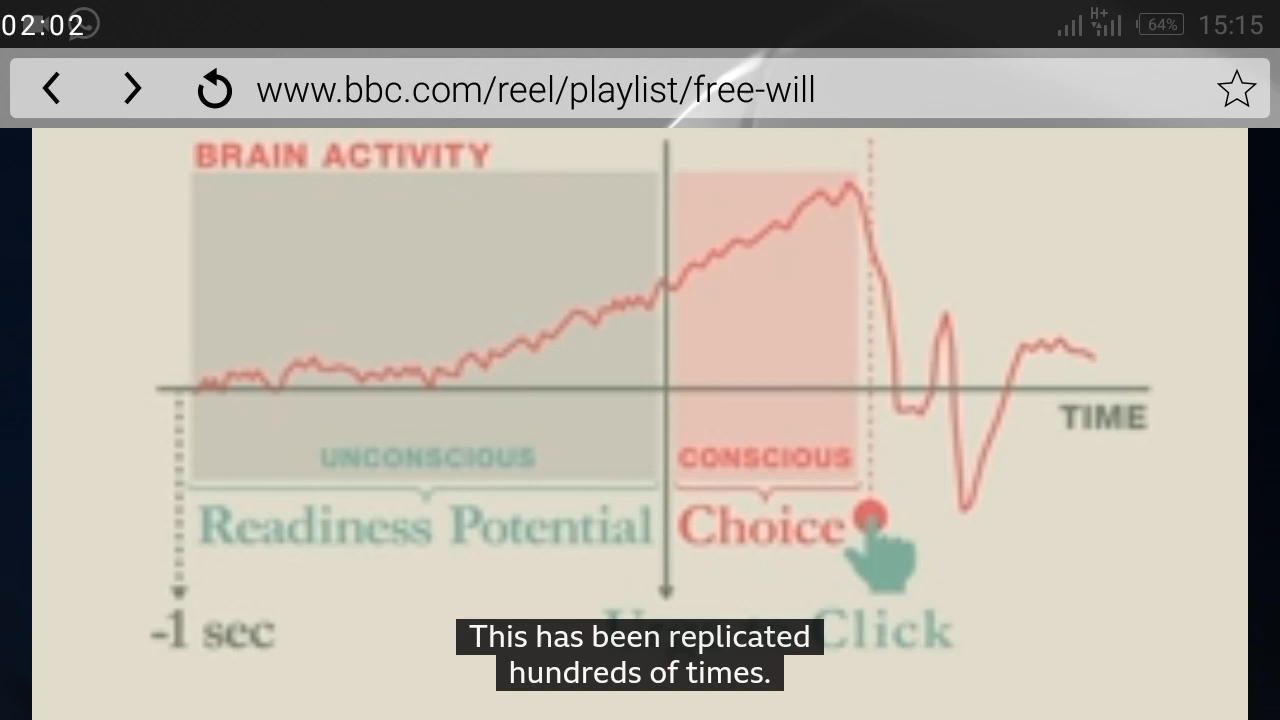 02:02
H+
64%
15:15
www.bbc.com/reel/playlist/free-will
BRAIN ACTIVITY
TIME
UNCONSCIOUS
CONSCIOUS
Readiness Potential
Choice
-1 sec
Click
This has been replicated
hundreds of times.